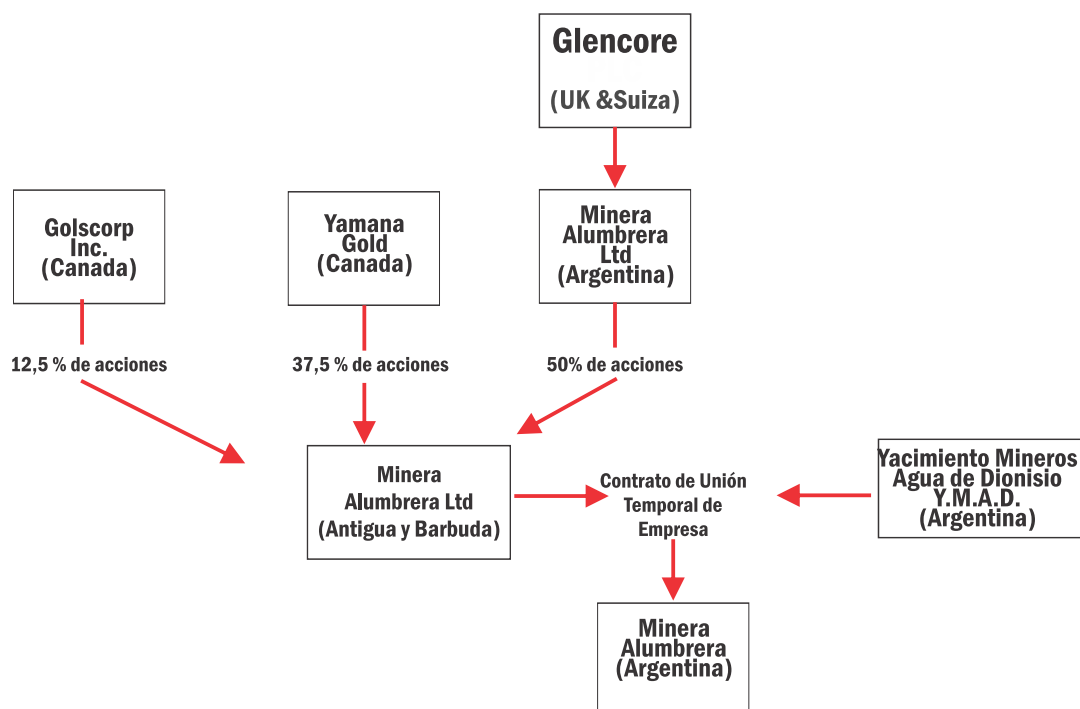 Glencore
(UK &Suiza)
Golscorp
Inc.
(Canada)
Yamana
Gold
(Canada)
Minera
Alumbrera
Ltd
(Argentina)
12,5 % de acciones
37,5 % de acciones
50% de acciones
Minera
Alumbrera Ltd
(Antigua y Barbuda)
Contrato de Unión
Temporal de
Empresa
Yacimiento Mineros
Agua de Dionisio
Y.M.A.D.
(Argentina)
Minera
Alumbrera
(Argentina)